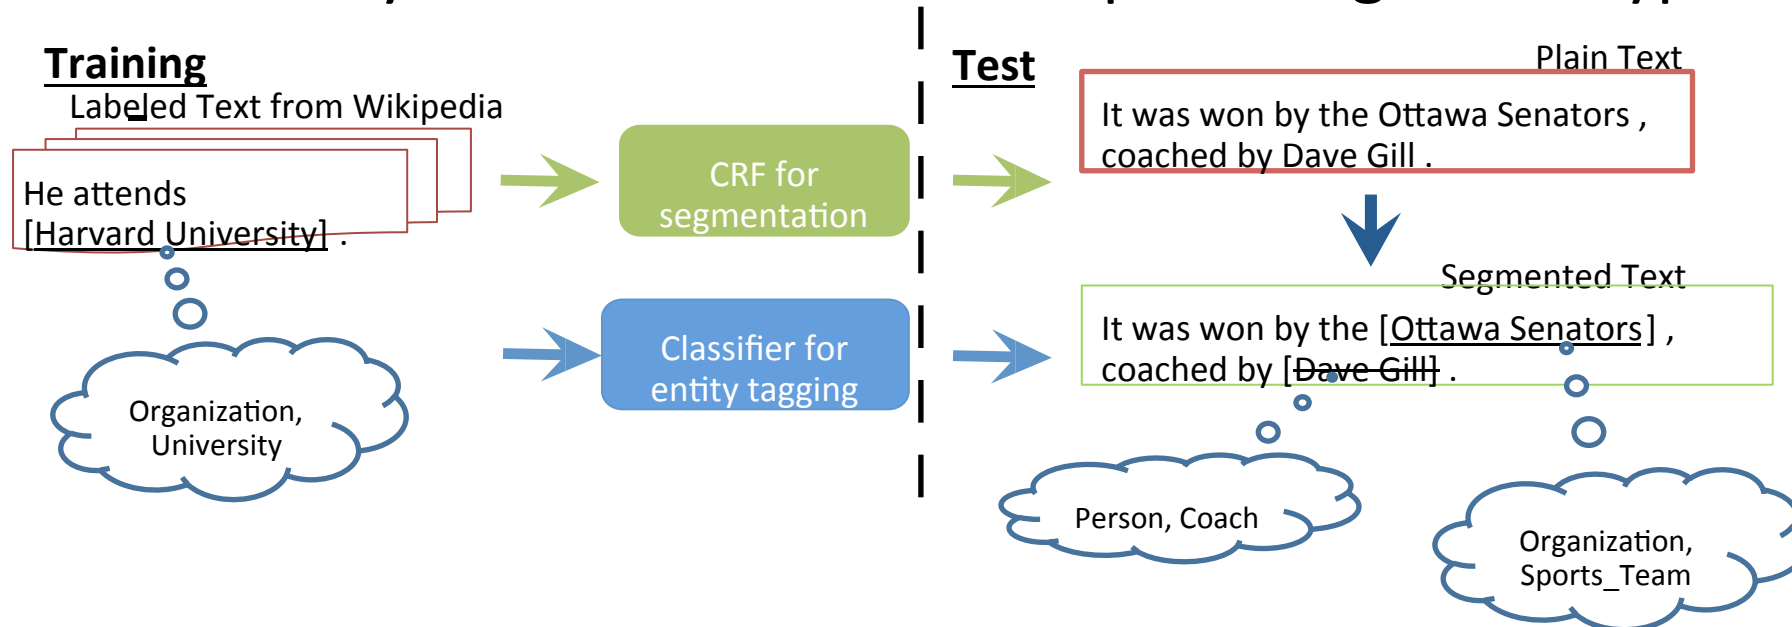 Training
Labeled Text from Wikipedia
He attends
[Harvard University] .
Organization,
University
CRF for
segmentation
Classifier for
entity tagging
Test
Plain Text
It was won by the Ottawa Senators ,
coached by Dave Gill .
Segmented Text
It was won by the [Ottawa Senators] ,
coached by [Dave Gill] .
Person, Coach
Organization,
Sports_Team